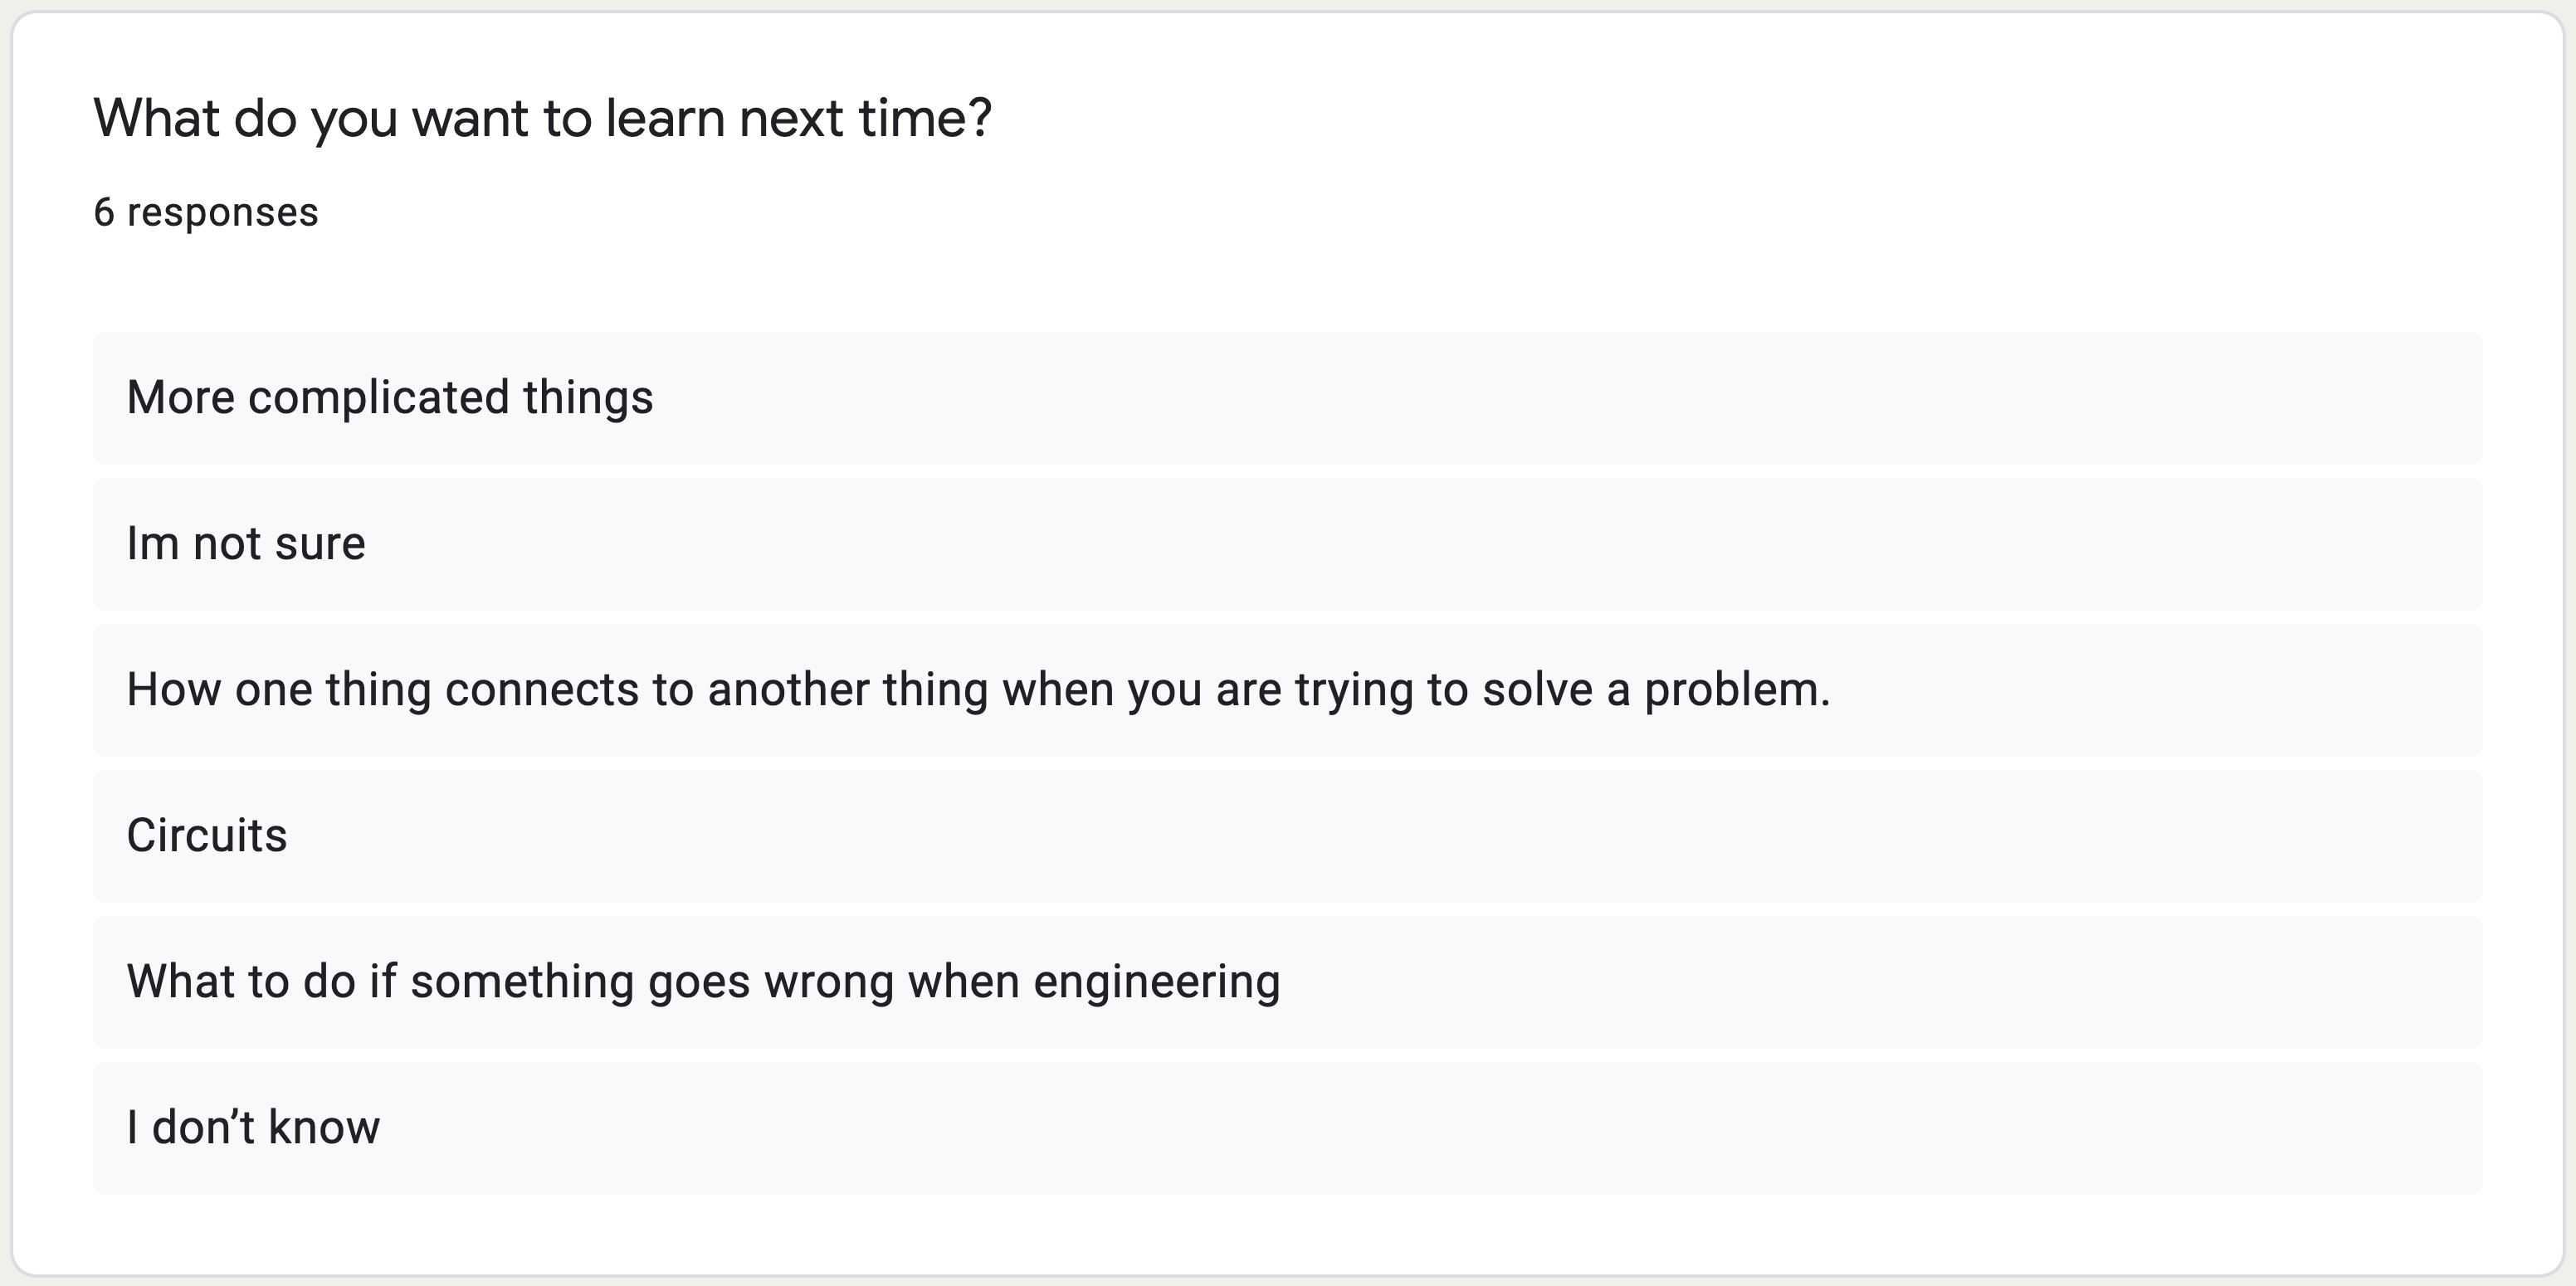 What do you want to learn next time?
6 responses
More complicated things
Im not sure
How one thing connects to another thing when you are trying to solve a problem.
Circuits
What to do if something goes wrong when engineering
I don’t know